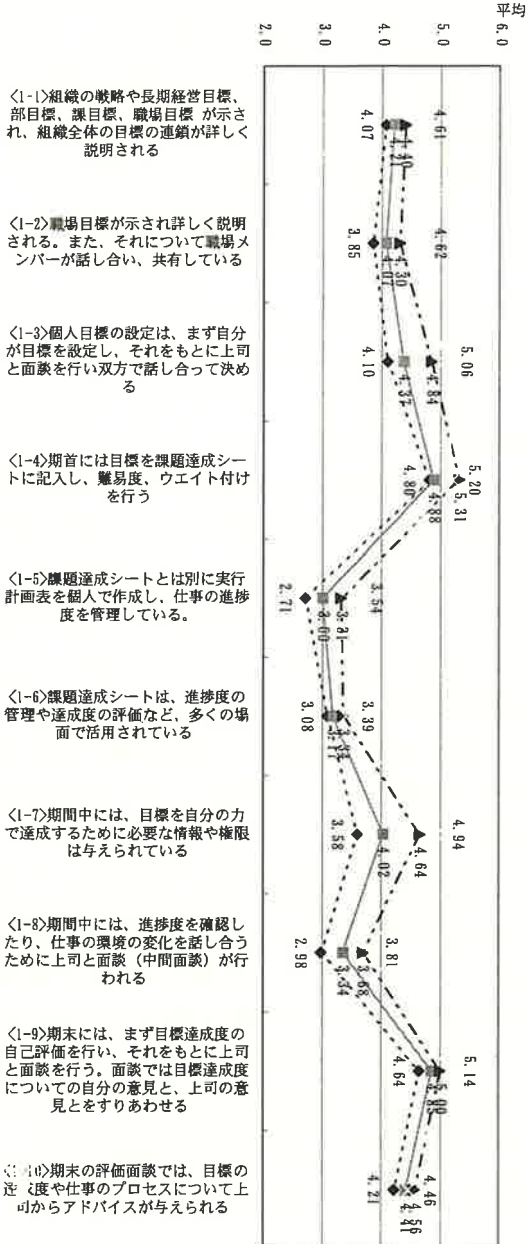 平均
6.0
5.0
4.0
3.0
2.0
<1-1>組織の戦略や長期経営目標、
部目標、課目標、職場目標 が示さ
れ、組織全体の目標の連鎖が詳しく
説明される
4.61
4.40
4.21
4.07
<1-2>職場目標が示され詳しく説明
される。また、それについて職場メ
ンバーが話し合い、共有している
4.62
4.30
4.07
3.85
<1-3>個人目標の設定は、まず自分
が目標を設定し、それをもとに上司
と面談を行い双方で話し合って決め
る
5.06
4.84
4.37
4.10
<1-4>期首には目標を課題達成シー
トに記入し、難易度、ウエイト付け
を行う
5.20
5.31
4.88
4.80
<1-5>課題達成シートとは別に実行
計画表を個人で作成し、仕事の進捗
度を管理している。
3.54
3.31
3.00
2.71
<1-6>課題達成シートは、進捗度の
管理や達成度の評価など、多くの場
面で活用されている
3.39
3.17
3.08
<1-7>期間中には、目標を自分の力
で達成するために必要な情報や権限
は与えられている
4.94
4.64
4.02
3.58
<1-8>期間中には、進捗度を確認し
たり、仕事の環境の変化を話し合う
ために上司と面談（中間面談）が行
われる
3.81
3.68
3.34
2.98
<1-9>期末には、まず目標達成度の
自己評価を行い、それをもとに上司
と面談を行う。面談では目標達成度
についての自分の意見と、上司の意
見とをすりあわせる
5.14
5.00
4.85
4.64
<1-10>期末の評価面談では、目標の
達成度や仕事のプロセスについて上
司からアドバイスが与えられる
4.46
4.56
4.41
4.21